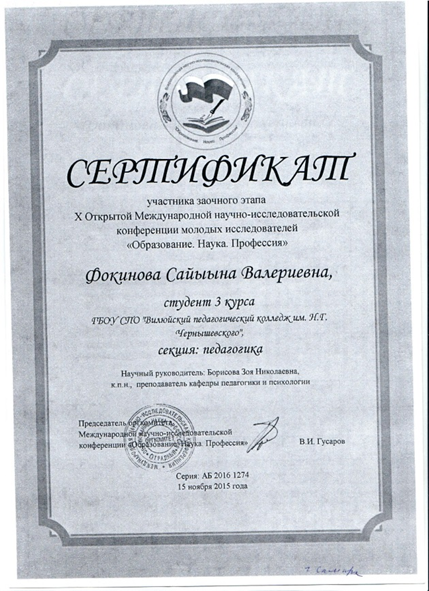 СЕРТИФИКАТ
участника заочного этапа
X Открытой Международной научно-исследовательской
конференции молодых исследователей
«Образование. Наука. Профессия»
Фокинова Сайыына Валериевна,
студент 3 курса
ГБОУ СПО "Вилюйский педагогический колледж им. Н.Г.
Чернышевского",
секция: педагогика
Научный руководитель: Борисова Зоя Николаевна,
к.п.н., преподаватель кафедры педагогики и психологии
Председатель оргкомитета
Международной научно-исследовательской
конференции «Образование. Наука. Профессия»
В.И. Гусаров
Серия: АБ 2016 1274
15 ноября 2015 года
г. Самара